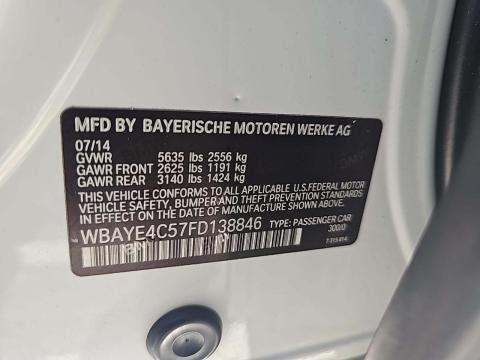 MFD BY BAYERISCHE MOTOREN WERKE AG
07/14
GVWR 5635 lbs 2556 kg
GAWR FRONT 2625 lbs 1191 kg
GAWR REAR 3140 lbs 1424 kg
THIS VEHICLE CONFORMS TO ALL APPLICABLE U.S.FEDERAL MOTOR
VEHICLE SAFETY, BUMPER AND THEFT PREVENTION STANDARDS
IN EFFECT ON THE DATE OF MANUFACTURE SHOWN ABOVE.
WBAYE4C57FD138846 TYPE: PASSENGER CAR
300/0